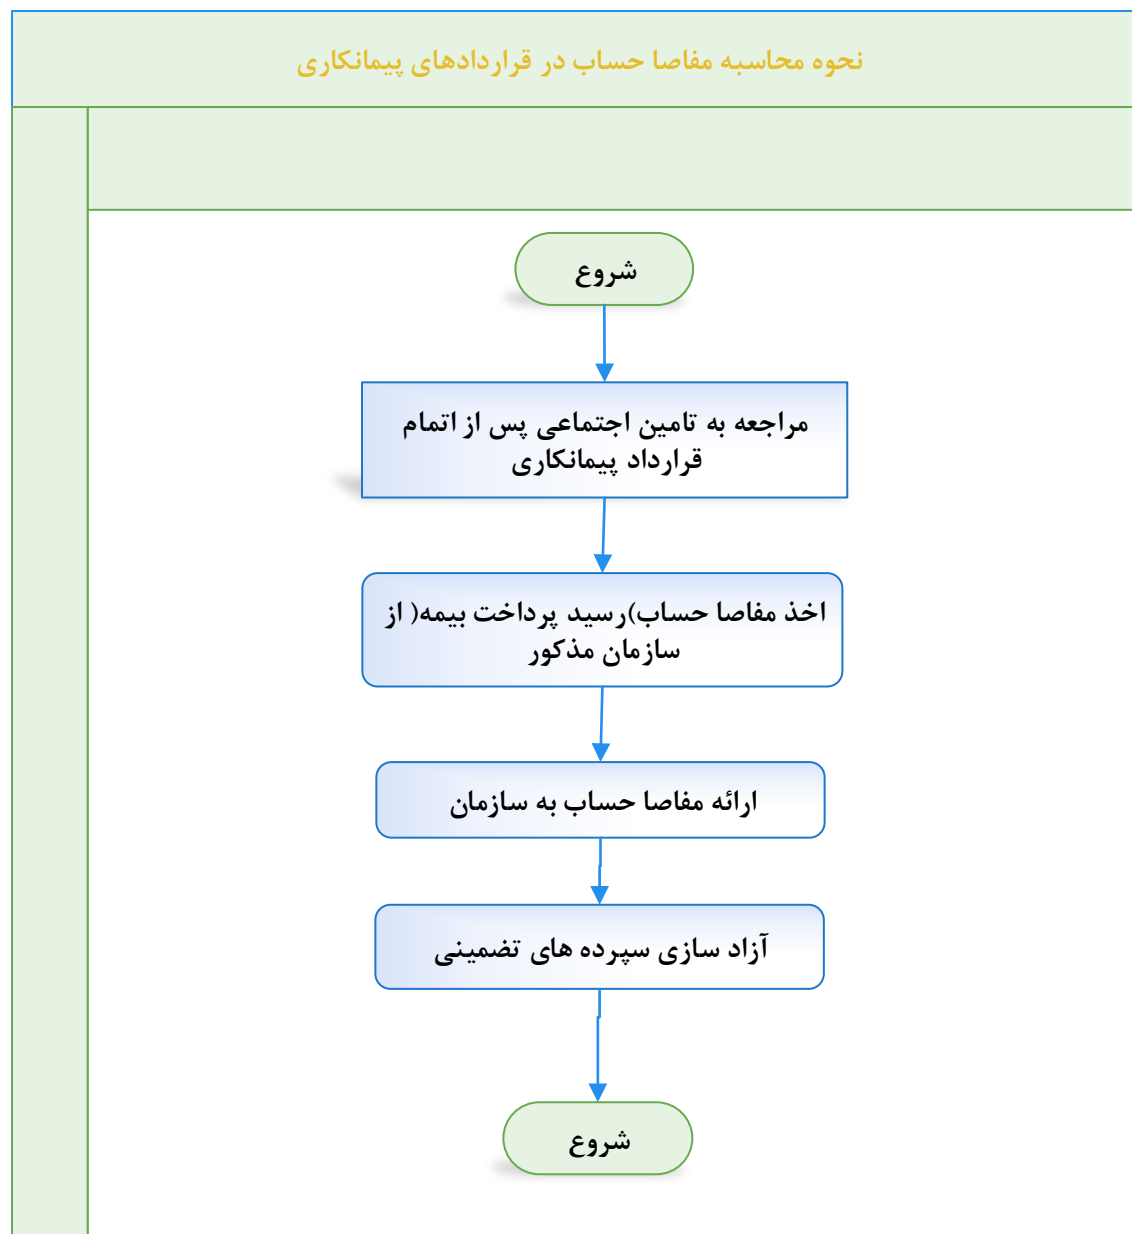 نحوه محاسبه مفاصا حساب در قراردادهای پیمانکاری
شروع
مراجعه به تامین اجتماعی پس از اتمام
قرارداد پیمانکاری
اخذ مفاصا حساب)رسید پرداخت بیمه( از
سازمان مذکور
ارائه مفاصا حساب به سازمان
آزاد سازی سپرده های تضمینی
شروع